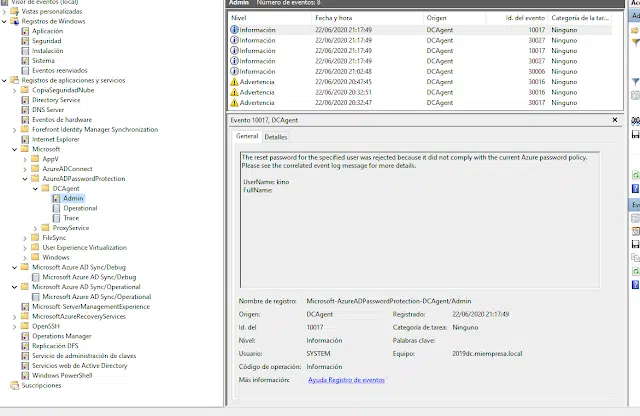 Visor de eventos (local)
Vistas personalizadas
Registros de Windows
Aplicación
Seguridad
Instalación
Sistema
Eventos reenviados
Registros de aplicaciones y servicios
CopiaSeguridadNube
Directory Service
DNS Server
Eventos de hardware
Forefront Identity Manager Synchronization
Internet Explorer
Microsoft
AppV
AzureADConnect
AzureADPasswordProtection
DCAgent
Admin
Operational
Trace
ProxyService
FileSync
User Experience Virtualization
Windows
Microsoft Azure AD Sync/Debug
Microsoft Azure AD Sync/Debug
Microsoft Azure AD Sync/Operational
Microsoft Azure AD Sync/Operational
Microsoft-ServerManagementExperience
MicrosoftAzureRecoveryServices
OpenSSH
Operations Manager
Replicación DFS
Servicio de administración de claves
Servicios web de Active Directory
Windows PowerShell
Suscripciones
Admin Número de eventos: 8
Nivel Fecha y hora Origen Id. del evento Categoría de la tar...
Información 22/06/2020 21:17:49 DCAgent 10017 Ninguno
Información 22/06/2020 21:17:49 DCAgent 30027 Ninguno
Información 22/06/2020 21:17:49 DCAgent 10017 Ninguno
Información 22/06/2020 21:17:49 DCAgent 30027 Ninguno
Información 22/06/2020 21:02:48 DCAgent 30006 Ninguno
Advertencia 22/06/2020 20:47:45 DCAgent 30016 Ninguno
Advertencia 22/06/2020 20:32:51 DCAgent 30016 Ninguno
Advertencia 22/06/2020 20:32:47 DCAgent 30017 Ninguno
Evento 10017, DCAgent
General Detalles
The reset password for the specified user was rejected because it did not comply with the current Azure password policy.
Please see the correlated event log message for more details.
UserName: kino
FullName:
Nombre de registro: Microsoft-AzureADPasswordProtection-DCAgent/Admin
Origen: DCAgent Registrado: 22/06/2020 21:17:49
Id. del 10017 Categoría de tarea: Ninguno
Nivel: Información Palabras clave:
Usuario: SYSTEM Equipo: 2019dc.miempresa.local
Código de operación: Información
Más información: Ayuda Registro de eventos